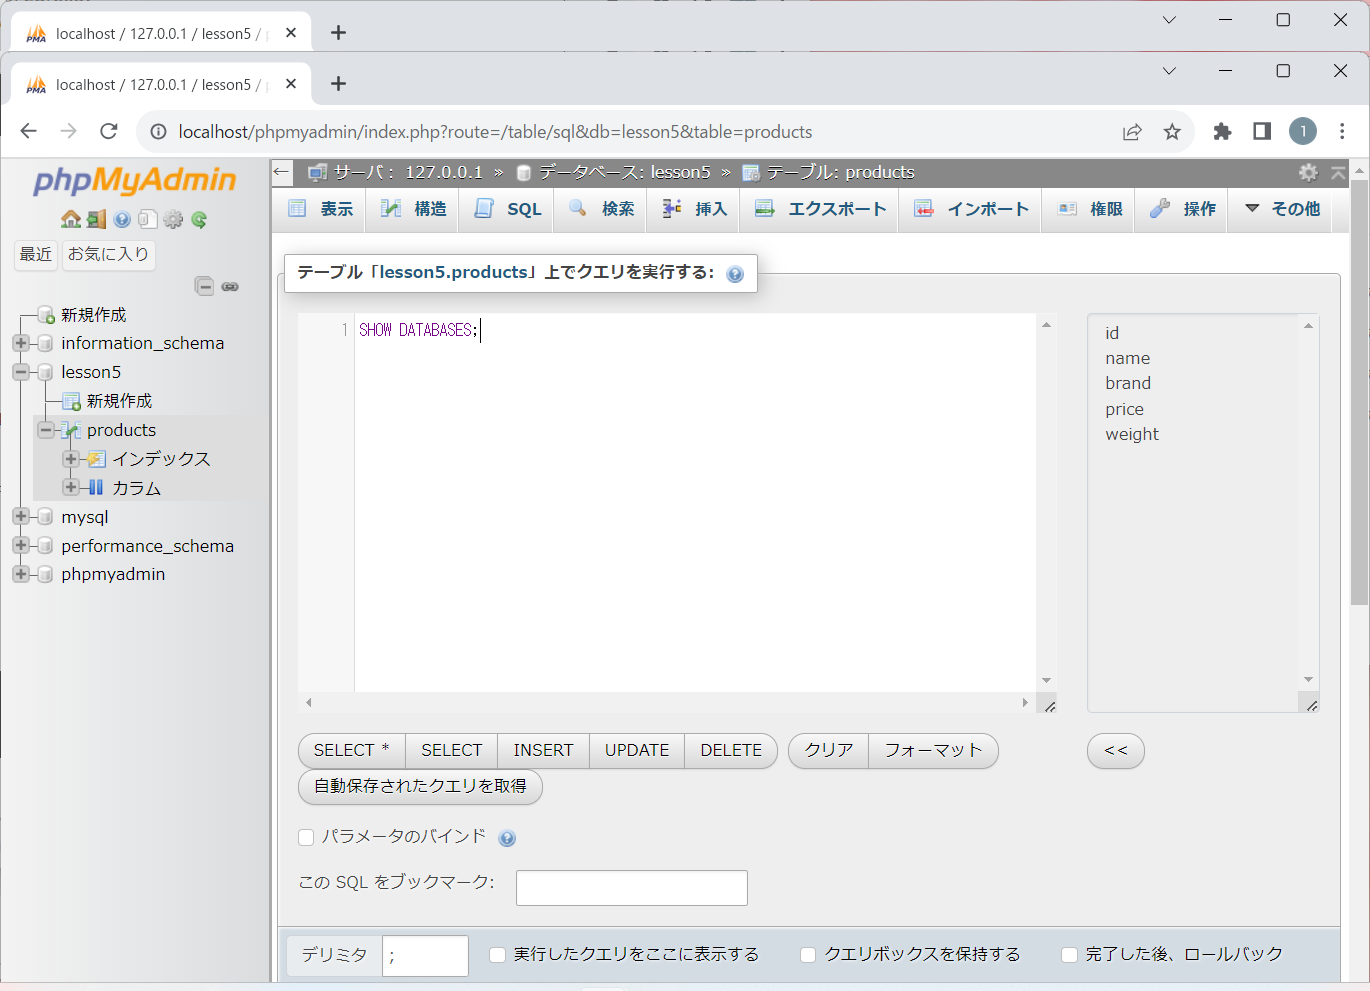 localhost / 127.0.0.1 / lesson5 /
localhost / 127.0.0.1 / lesson5 /
localhost/phpmyadmin/index.php?route=/table/sql&db=lesson5&table=products
1
phpMyAdmin
最近 お気に入り
新規作成
information_schema
lesson5
新規作成
products
インデックス
カラム
mysql
performance_schema
phpmyadmin
サーバ: 127.0.0.1 » データベース: lesson5 » テーブル: products
表示 構造 SQL 検索 挿入 エクスポート インポート 権限 操作 その他
テーブル「lesson5.products」上でクエリを実行する:
1 SHOW DATABASES;
id
name
brand
price
weight
SELECT * SELECT INSERT UPDATE DELETE クリア フォーマット <<
自動保存されたクエリを取得
パラメータのバインド
この SQL をブックマーク:
デリミタ ; 実行したクエリをここに表示する クエリボックスを保持する 完了した後、ロールバック